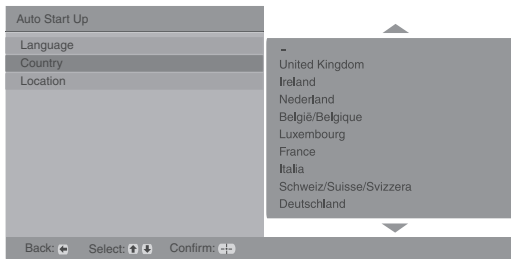 Auto Start Up
Language
Country
Location
-
United Kingdom
Ireland
Nederland
België/Belgique
Luxembourg
France
Italia
Schweiz/Suisse/Svizzera
Deutschland
Back: Select: Confirm: